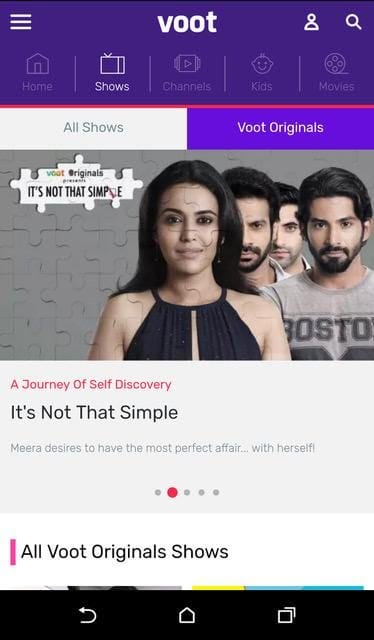 voot
Home
Shows
Channels
Kids
Movies
All Shows
Voot Originals
voot Originals
presents
IT'S NOT THAT SIMPLE
BOSTO
A Journey Of Self Discovery
It's Not That Simple
Meera desires to have the most perfect affair... with herself!
All Voot Originals Shows